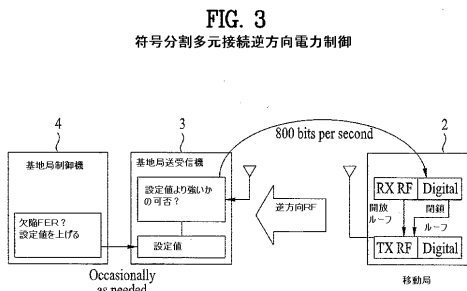 FIG. 3
符号分割多元接続逆方向電力制御
4
3
2
800 bits per second
基地局制御機
基地局送受信機
設定値より強いか
の可否？
欠陥FER？
設定値を上げる
設定値
Occasionally
as needed
逆方向RF
RX RF
Digital
開放
ループ
閉鎖
ループ
TX RF
Digital
移動局